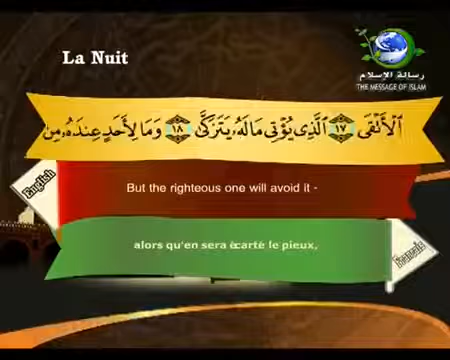 La Nuit
رسالة الإسلام
THE MESSAGE OF ISLAM
ٱلْأَتْقَى ١٧ ٱلَّذِى يُؤْتِى مَالَهُۥ يَتَزَكَّىٰ ١٨ وَمَا لِأَحَدٍ عِندَهُۥ مِن
English
But the righteous one will avoid it -
alors qu'en sera écarté le pieux,
Français